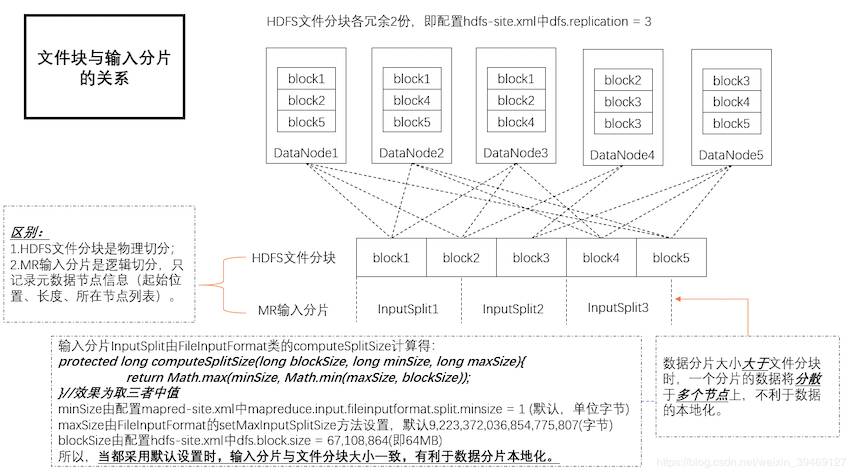 HDFS文件分块各冗余2份，即配置hdfs-site.xml中dfs.replication = 3
文件块与输入分片
的关系
block1
block2
block5
DataNode1
block1
block4
block5
DataNode2
block1
block2
block4
DataNode3
block2
block3
block3
DataNode4
block3
block4
block5
DataNode5
区别：
1.HDFS文件分块是物理切分；
2.MR输入分片是逻辑切分，只
记录元数据节点信息（起始位
置、长度、所在节点列表）。
HDFS文件分块
block1
block2
block3
block4
block5
MR输入分片
InputSplit1
InputSplit2
InputSplit3
输入分片InputSplit由FileInputFormat类的computeSplitSize计算得：
protected long computeSplitSize(long blockSize, long minSize, long maxSize){
return Math.max(minSize, Math.min(maxSize, blockSize));
}//效果为取三者中值
minSize由配置mapred-site.xml中mapreduce.input.fileinputformat.split.minsize = 1 (默认，单位字节)
maxSize由FileInputFormat的setMaxInputSplitSize方法设置，默认9,223,372,036,854,775,807(字节)
blockSize由配置hdfs-site.xml中dfs.block.size = 67,108,864(即64MB)
所以，当都采用默认设置时，输入分片与文件分块大小一致，有利于数据分片本地化。
数据分片大小大于文件分块
时，一个分片的数据将分散
于多个节点上，不利于数据
的本地化。
https://blog.csdn.net/weixin_39469127